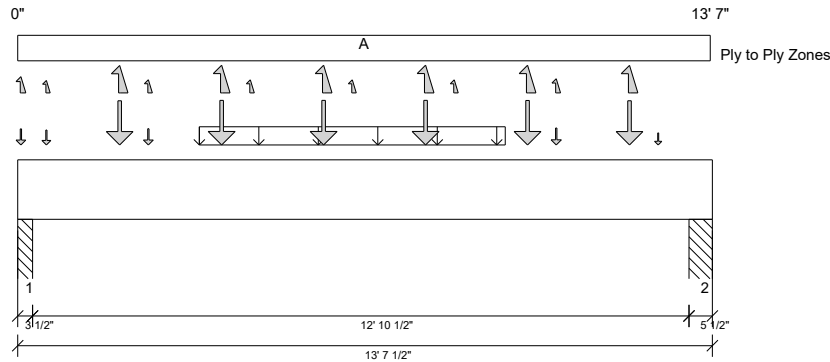 0" 13' 7"
A
Ply to Ply Zones
1 2
3 1/2" 12' 10 1/2" 5 1/2"
13' 7 1/2"